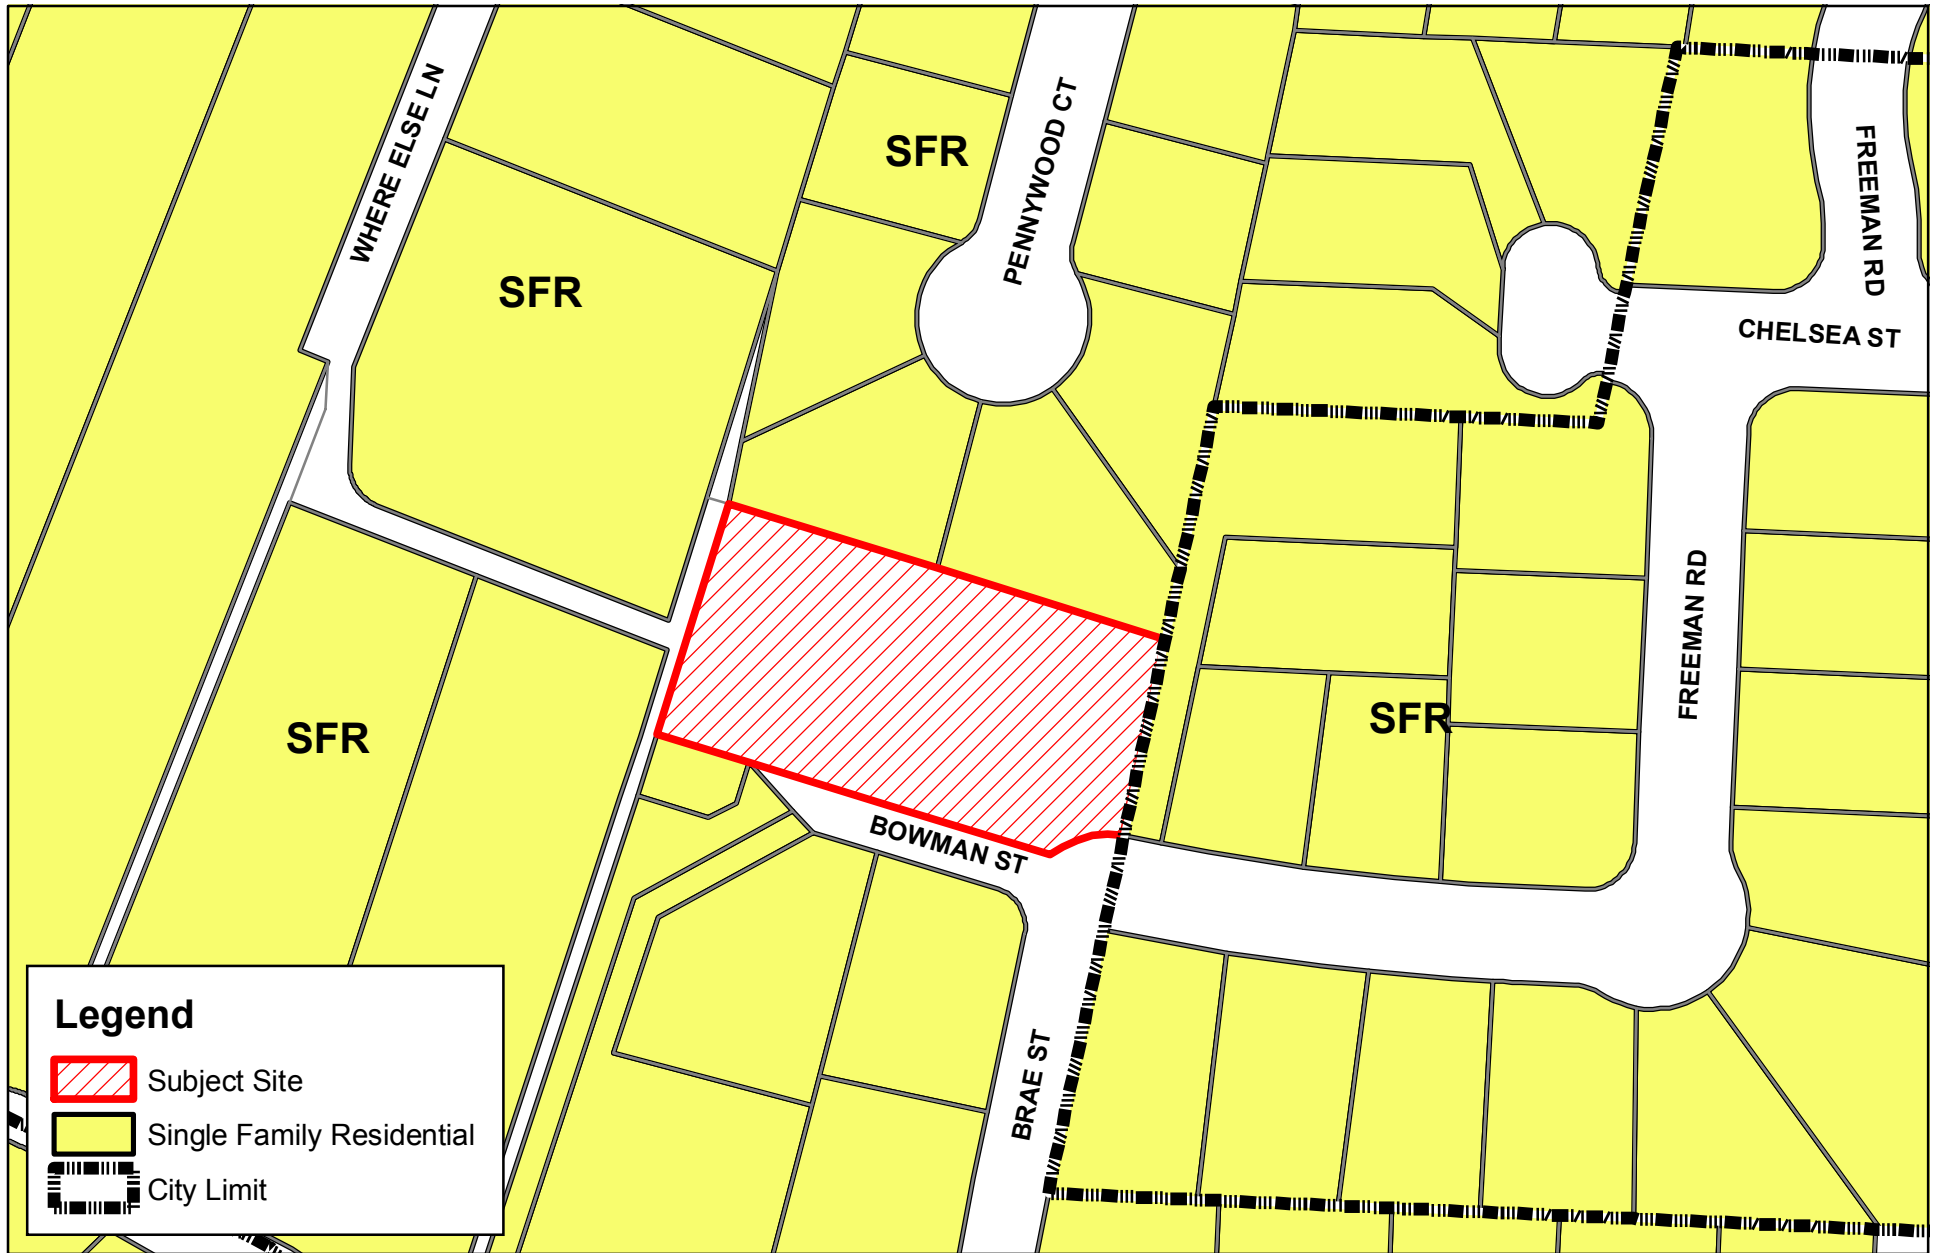 WHERE ELSE LN
PENNYWOOD CT
SFR
FREEMAN RD
SFR
CHELSEA ST
FREEMAN RD
SFR
SFR
BOWMAN ST
BRAE ST
Legend
Subject Site
Single Family Residential
City Limit